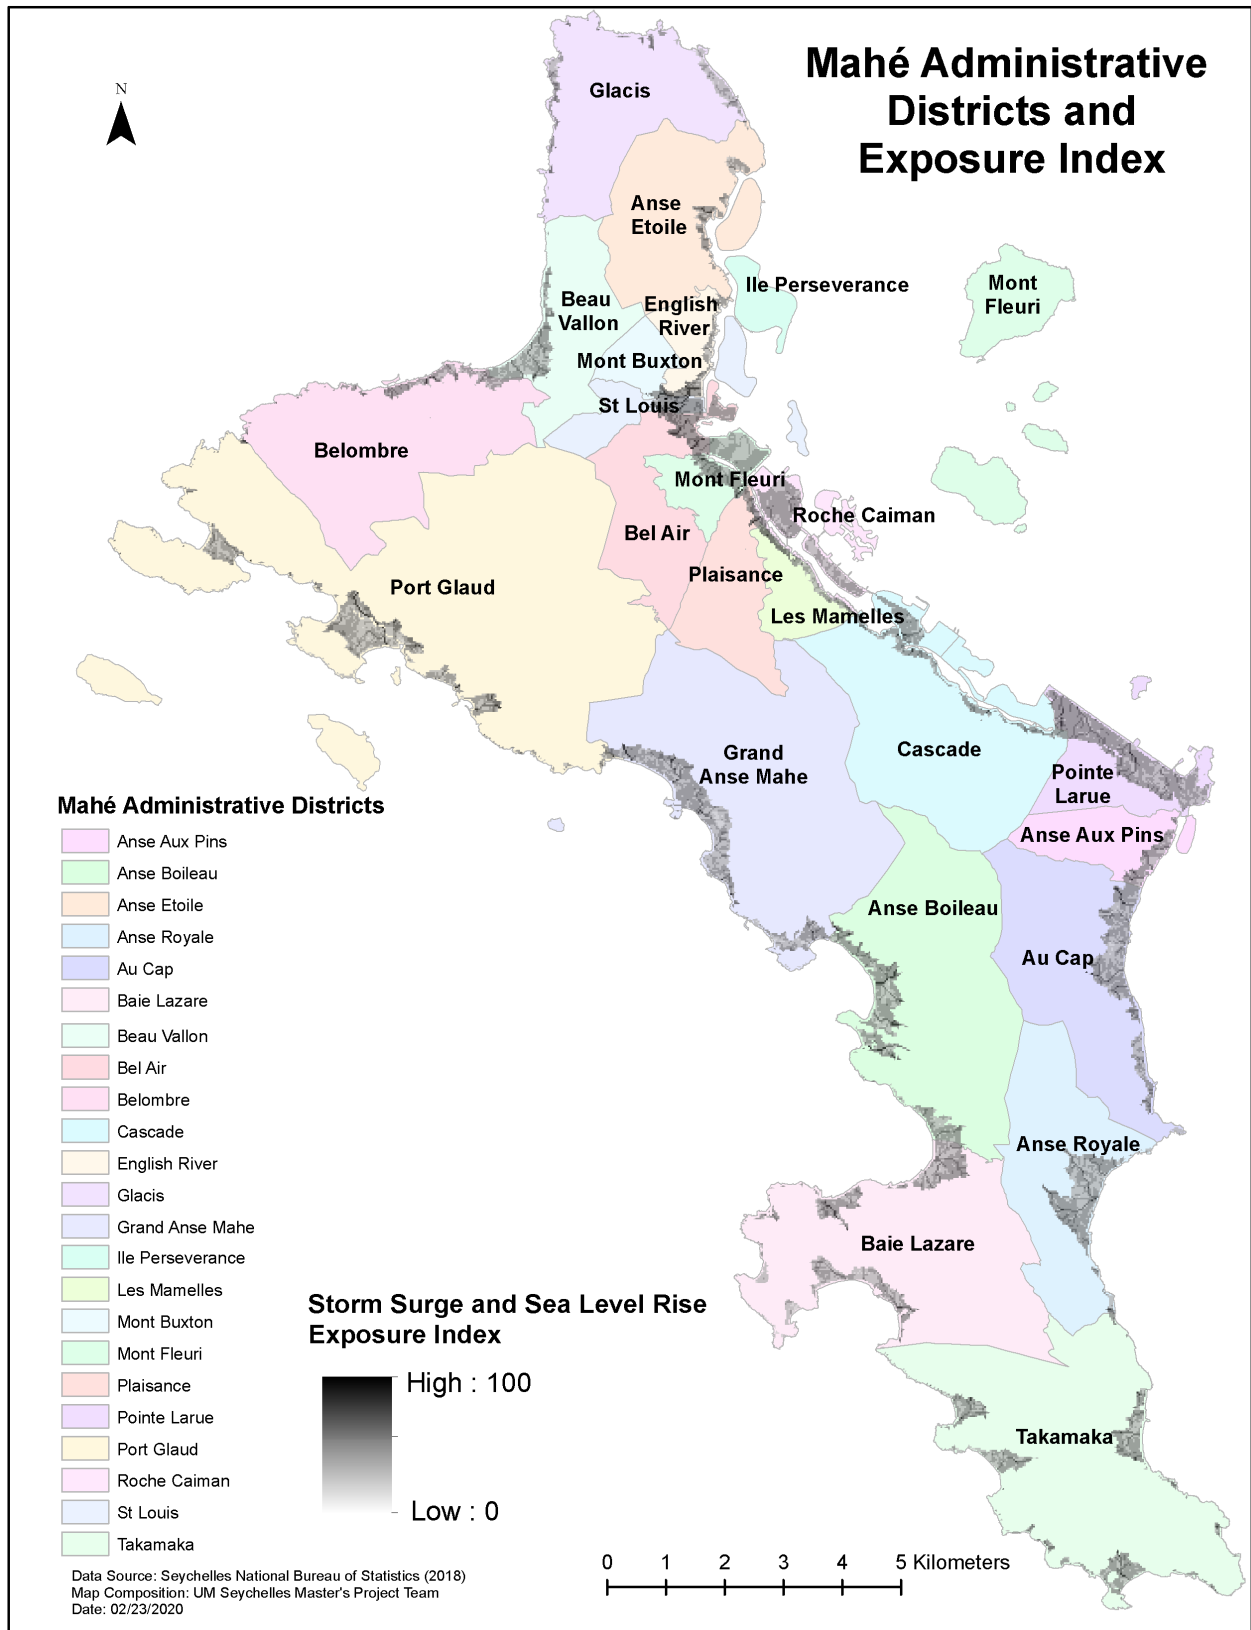 Mahé Administrative
Districts and
Exposure Index
N
Glacis
Anse
Etoile
Ile Perseverance
Mont
Fleuri
Beau
Vallon
English
River
Mont Buxton
St Louis
Belombre
Mont Fleuri
Roche Caiman
Bel Air
Plaisance
Port Glaud
Les Mamelles
Grand
Anse Mahe
Cascade
Pointe
Larue
Anse Aux Pins
Anse Boileau
Au Cap
Anse Royale
Baie Lazare
Takamaka
Mahé Administrative Districts
Anse Aux Pins
Anse Boileau
Anse Etoile
Anse Royale
Au Cap
Baie Lazare
Beau Vallon
Bel Air
Belombre
Cascade
English River
Glacis
Grand Anse Mahe
Ile Perseverance
Les Mamelles
Mont Buxton
Mont Fleuri
Plaisance
Pointe Larue
Port Glaud
Roche Caiman
St Louis
Takamaka
Storm Surge and Sea Level Rise
Exposure Index
High : 100
Low : 0
0 1 2 3 4 5 Kilometers
Data Source: Seychelles National Bureau of Statistics (2018)
Map Composition: UM Seychelles Master's Project Team
Date: 02/23/2020